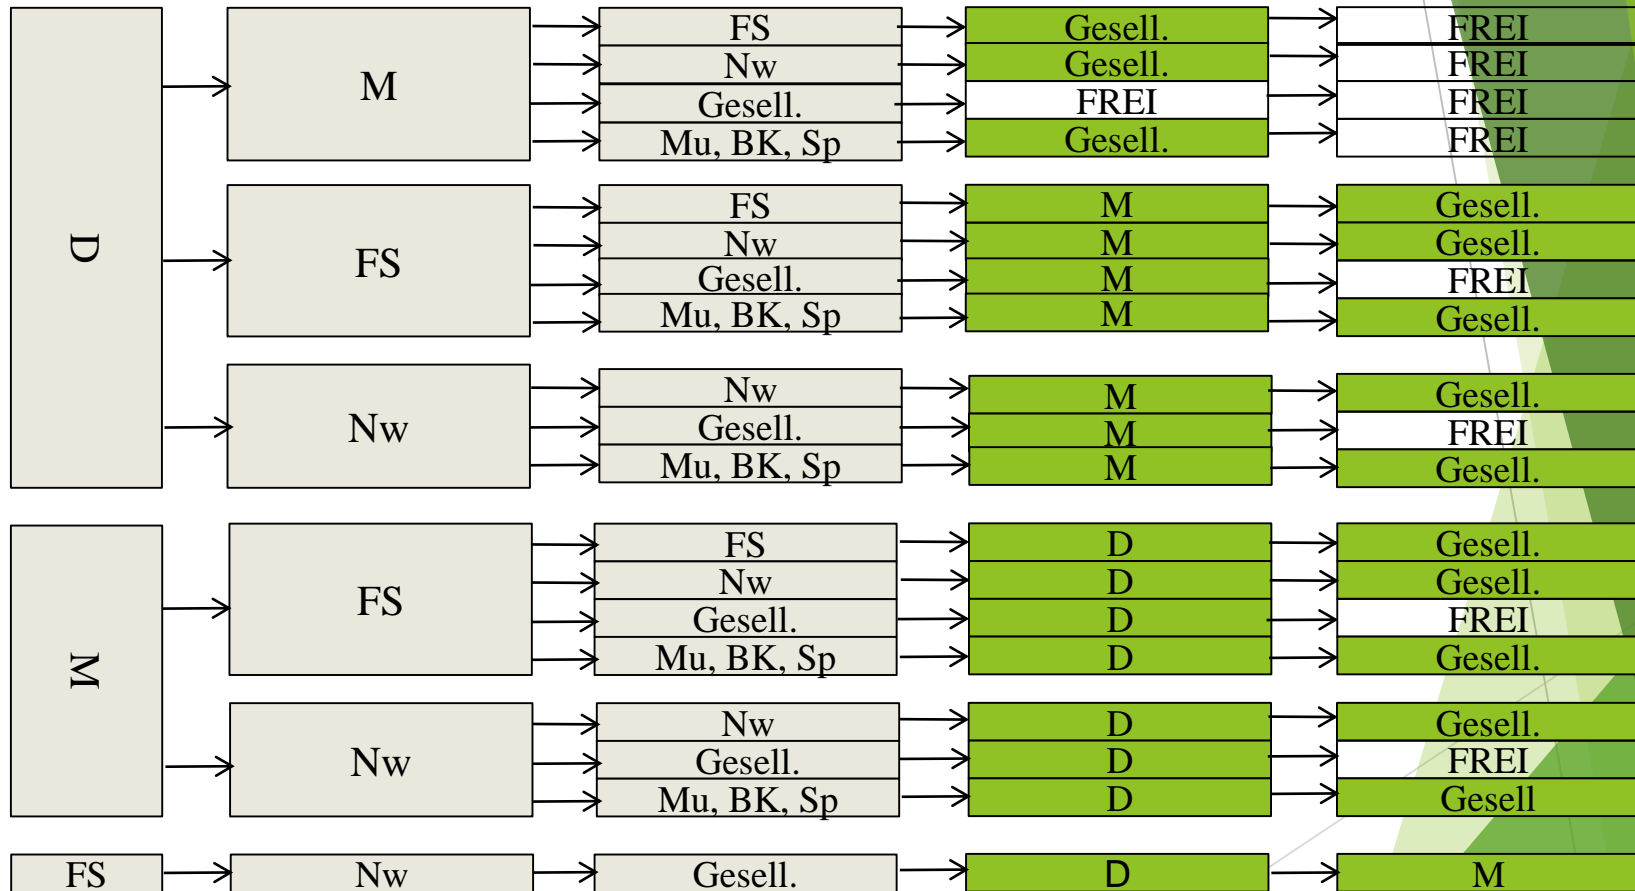 D
M
FS Gesell. FREI
Nw Gesell. FREI
Gesell. FREI FREI
Mu, BK, Sp Gesell. FREI
FS
FS M Gesell.
Nw M Gesell.
Gesell. M FREI
Mu, BK, Sp M Gesell.
Nw
Nw M Gesell.
Gesell. M FREI
Mu, BK, Sp M Gesell.
M
FS
FS D Gesell.
Nw D Gesell.
Gesell. D FREI
Mu, BK, Sp D Gesell.
Nw
Nw D Gesell.
Gesell. D FREI
Mu, BK, Sp D Gesell
FS Nw Gesell. D M